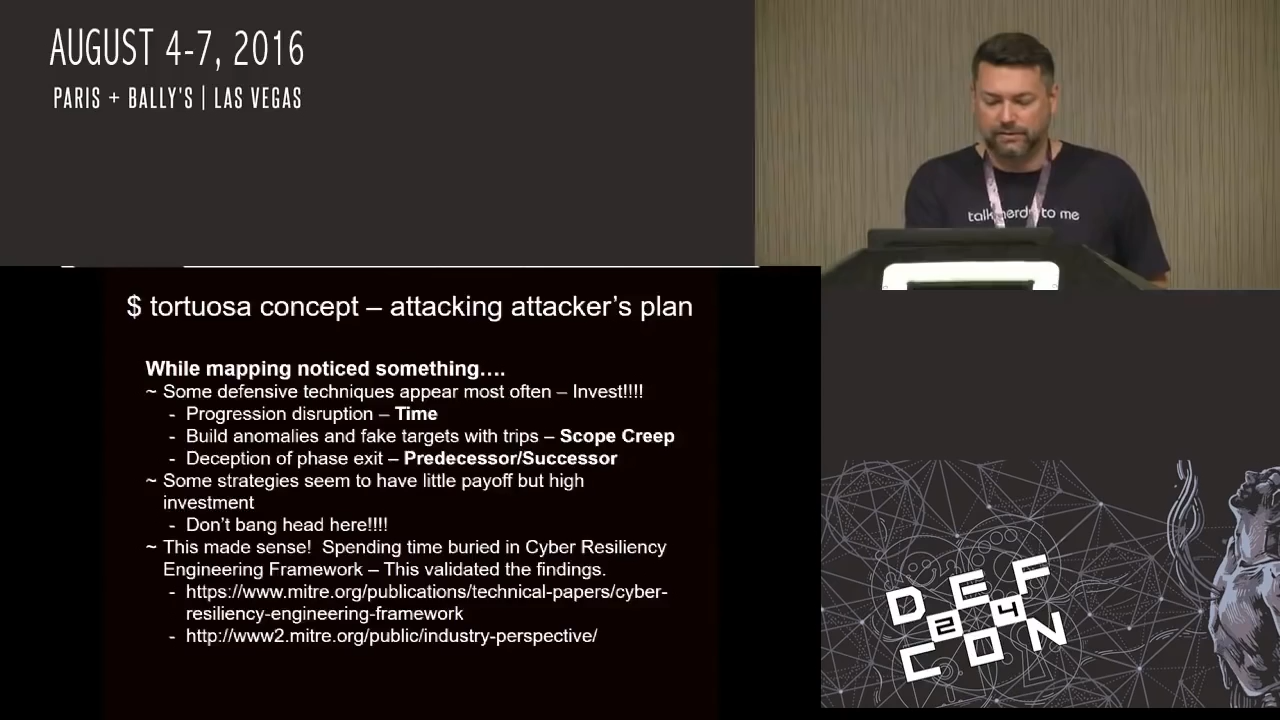 AUGUST 4-7, 2016
PARIS + BALLY'S | LAS VEGAS
talk nerdy to me
$ tortuosa concept – attacking attacker's plan
While mapping noticed something….
~ Some defensive techniques appear most often – Invest!!!!
- Progression disruption – Time
- Build anomalies and fake targets with trips – Scope Creep
- Deception of phase exit – Predecessor/Successor
~ Some strategies seem to have little payoff but high
investment
- Don't bang head here!!!!
~ This made sense! Spending time buried in Cyber Resiliency
Engineering Framework – This validated the findings.
- https://www.mitre.org/publications/technical-papers/cyber-
resiliency-engineering-framework
- http://www2.mitre.org/public/industry-perspective/
DEF
24
CON